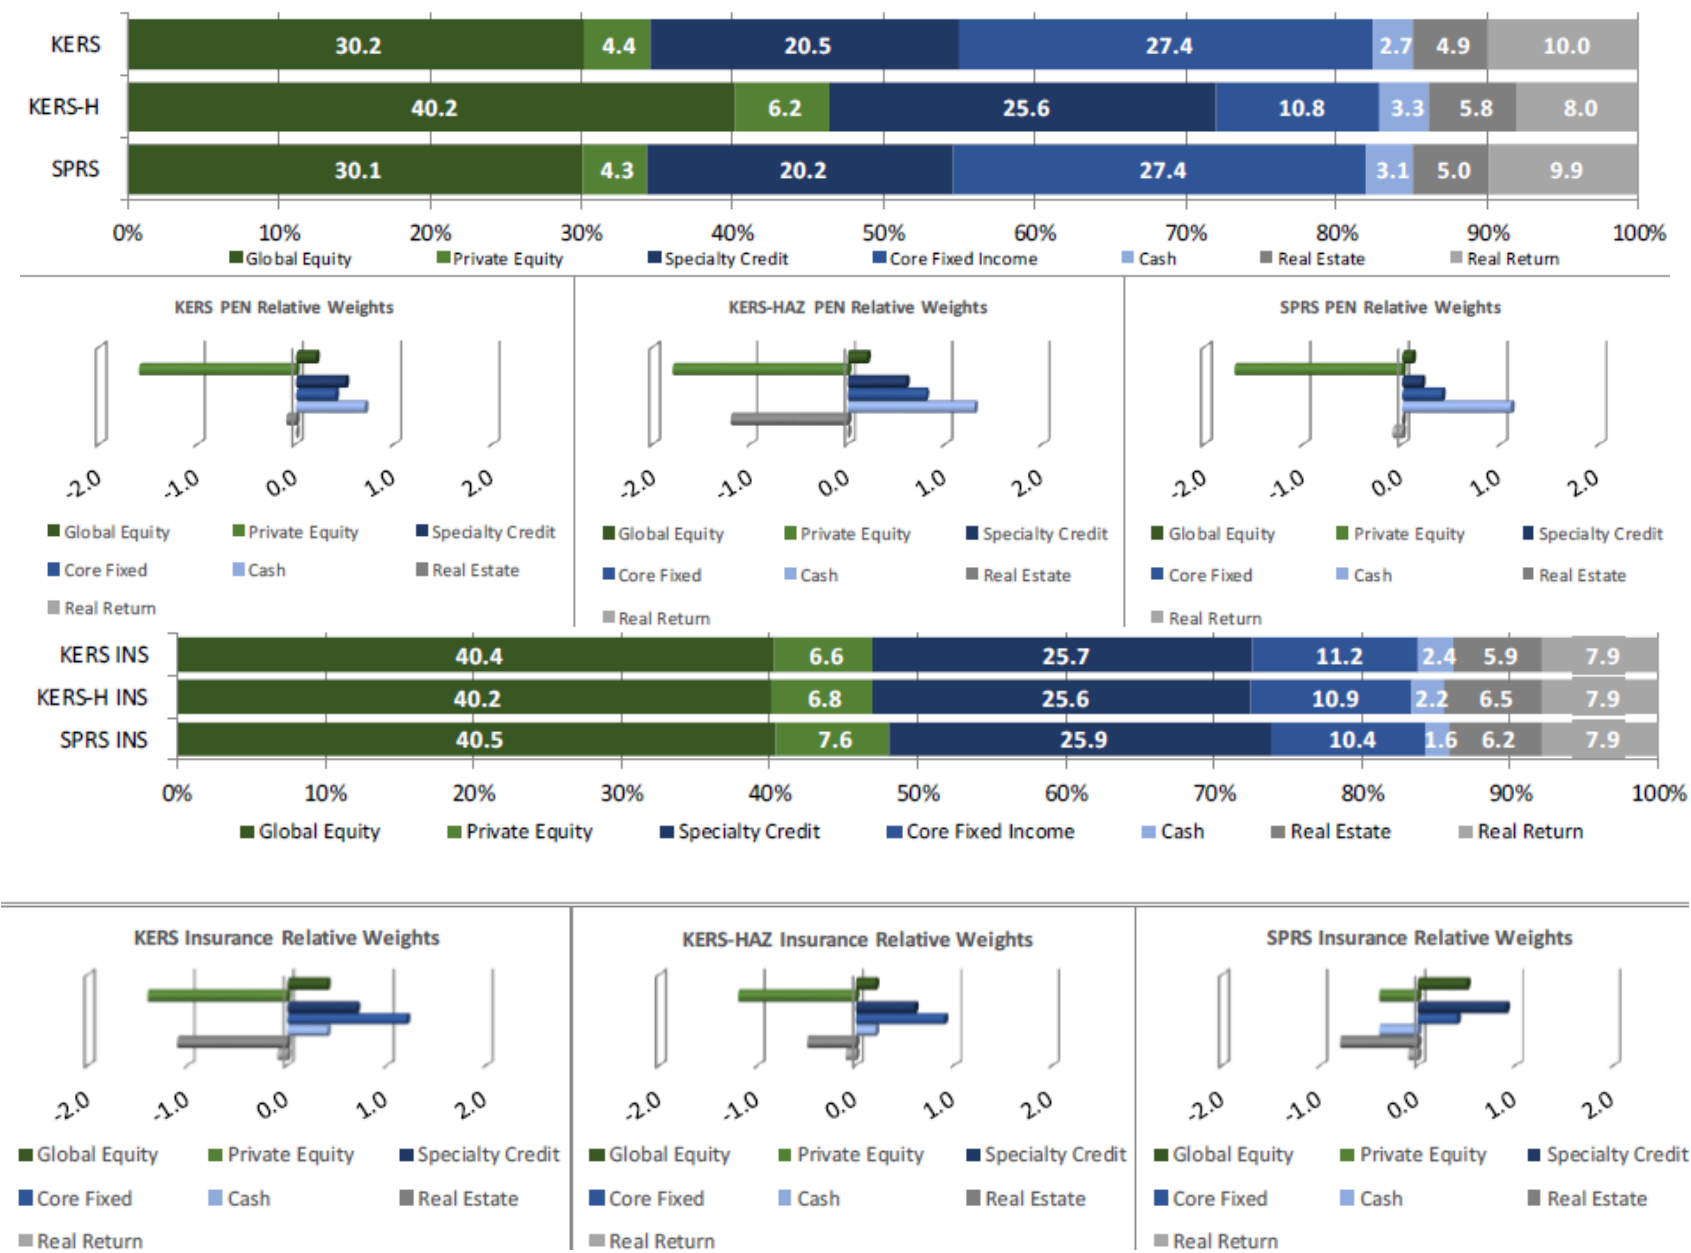 KERS 30.2 4.4 20.5 27.4 2.7 4.9 10.0
KERS-H 40.2 6.2 25.6 10.8 3.3 5.8 8.0
SPRS 30.1 4.3 20.2 27.4 3.1 5.0 9.9
0% 10% 20% 30% 40% 50% 60% 70% 80% 90% 100%
Global Equity Private Equity Specialty Credit Core Fixed Income Cash Real Estate Real Return
KERS PEN Relative Weights
-2.0 -1.0 0.0 1.0 2.0
Global Equity Private Equity Specialty Credit
Core Fixed Cash Real Estate
Real Return
KERS-HAZ PEN Relative Weights
-2.0 -1.0 0.0 1.0 2.0
Global Equity Private Equity Specialty Credit
Core Fixed Cash Real Estate
Real Return
SPRS PEN Relative Weights
-2.0 -1.0 0.0 1.0 2.0
Global Equity Private Equity Specialty Credit
Core Fixed Cash Real Estate
Real Return
KERS INS 40.4 6.6 25.7 11.2 2.4 5.9 7.9
KERS-H INS 40.2 6.8 25.6 10.9 2.2 6.5 7.9
SPRS INS 40.5 7.6 25.9 10.4 1.6 6.2 7.9
0% 10% 20% 30% 40% 50% 60% 70% 80% 90% 100%
Global Equity Private Equity Specialty Credit Core Fixed Income Cash Real Estate Real Return
KERS Insurance Relative Weights
-2.0 -1.0 0.0 1.0 2.0
Global Equity Private Equity Specialty Credit
Core Fixed Cash Real Estate
Real Return
KERS-HAZ Insurance Relative Weights
-2.0 -1.0 0.0 1.0 2.0
Global Equity Private Equity Specialty Credit
Core Fixed Cash Real Estate
Real Return
SPRS Insurance Relative Weights
-2.0 -1.0 0.0 1.0 2.0
Global Equity Private Equity Specialty Credit
Core Fixed Cash Real Estate
Real Return